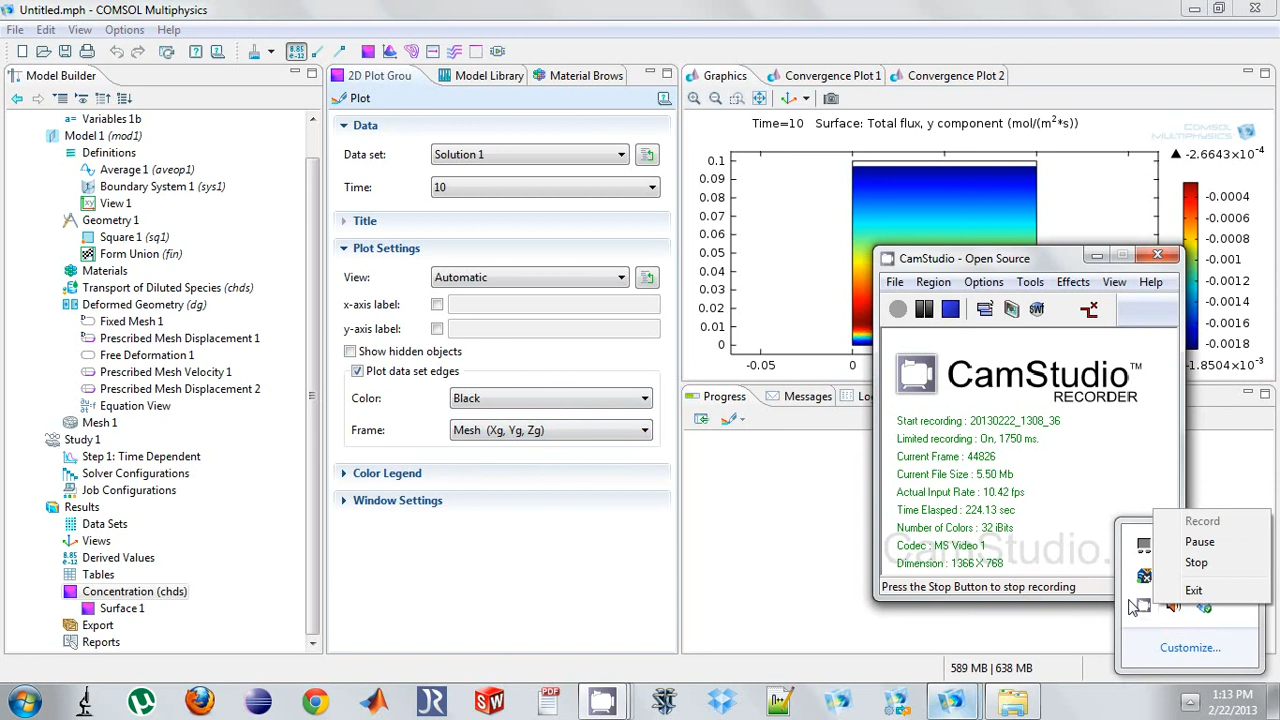 Untitled.mph - COMSOL Multiphysics
File Edit View Options Help
8.85
e-12
Model Builder
Variables 1b
Model 1 (mod1)
Definitions
Average 1 (aveop1)
Boundary System 1 (sys1)
View 1
Geometry 1
Square 1 (sq1)
Form Union (fin)
Materials
Transport of Diluted Species (chds)
Deformed Geometry (dg)
Fixed Mesh 1
Prescribed Mesh Displacement 1
Free Deformation 1
Prescribed Mesh Velocity 1
Prescribed Mesh Displacement 2
Equation View
Mesh 1
Study 1
Step 1: Time Dependent
Solver Configurations
Job Configurations
Results
Data Sets
Views
Derived Values
Tables
Concentration (chds)
Surface 1
Export
Reports
2D Plot Grou Model Library Material Brows
Plot
Data
Data set: Solution 1
Time: 10
Title
Plot Settings
View: Automatic
x-axis label:
y-axis label:
Show hidden objects
Plot data set edges
Color: Black
Frame: Mesh (Xg, Yg, Zg)
Color Legend
Window Settings
Graphics Convergence Plot 1 Convergence Plot 2
Time=10 Surface: Total flux, y component (mol/(m²*s))
COMSOL
MULTIPHYSICS
▲ -2.6643×10⁻⁴
0.1
0.09
0.08
0.07
0.06
0.05
0.04
0.03
0.02
0.01
0
-0.05 0
-0.0004
-0.0006
-0.0008
-0.001
-0.0012
-0.0014
-0.0016
-0.0018
-1.8504×10⁻³
Progress Messages Lo
CamStudio - Open Source
File Region Options Tools Effects View Help
SW
CamStudio™
RECORDER
Start recording : 20130222_1308_36
Limited recording : On, 1750 ms.
Current Frame : 44826
Current File Size : 5.50 Mb
Actual Input Rate : 10.42 fps
Time Elasped : 224.13 sec
Number of Colors : 32 iBits
Codec : MS Video 1
Dimension : 1366 X 768
CamStudio.
Press the Stop Button to stop recording
Record
Pause
Stop
Exit
Customize...
589 MB | 638 MB
1:13 PM
2/22/2013